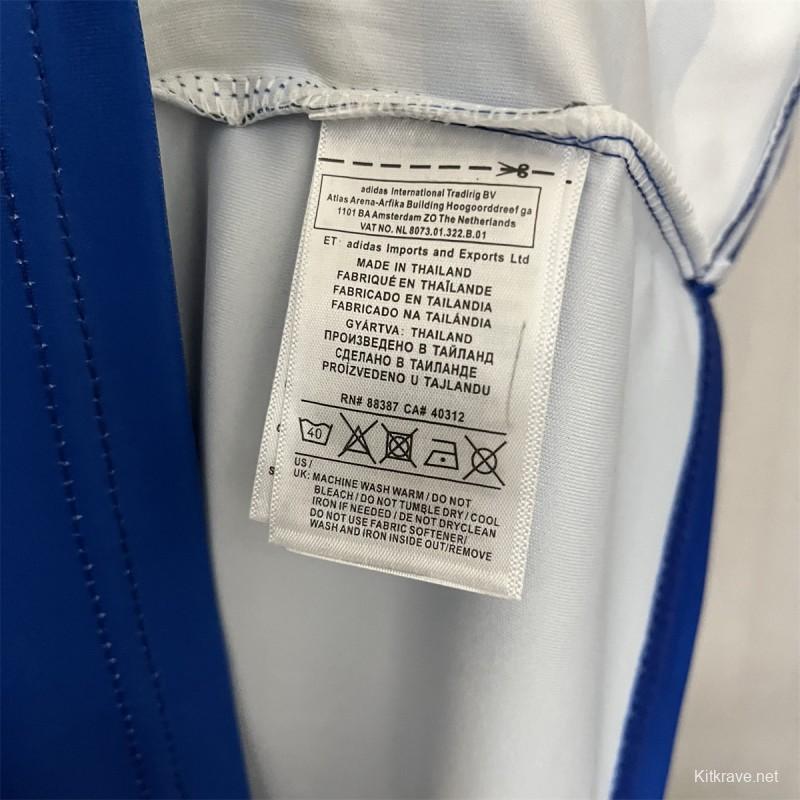 adidas International Tradirig BV
Atlas Arena-Arfika Building Hoogoorddreef ga
1101 BA Amsterdam ZO The Netherlands
VAT NO. NL 8073.01.322.B.01
ET· adidas Imports and Exports Ltd
MADE IN THAILAND
FABRIQUÉ EN THAÏLANDE
FABRICADO EN TAILANDIA
FABRICADO NA TAILÁNDIA
GYÁRTVA: THAILAND
ПРОИЗВЕДЕНО В ТАЙЛАНД
СДЕЛАНО В ТАИЛАНДЕ
PROÍZVEDENO U TAJLANDU
RN# 88387 CA# 40312
40
US /
UK: MACHINE WASH WARM / DO NOT
BLEACH / DO NOT TUMBLE DRY / COOL
IRON IF NEEDED / DE NOT DRYCLEAN
DO NOT USE FABRIC SOFTENER/
WASH AND IRON INSIDE OUT/REMOVE
Kitkrave.net